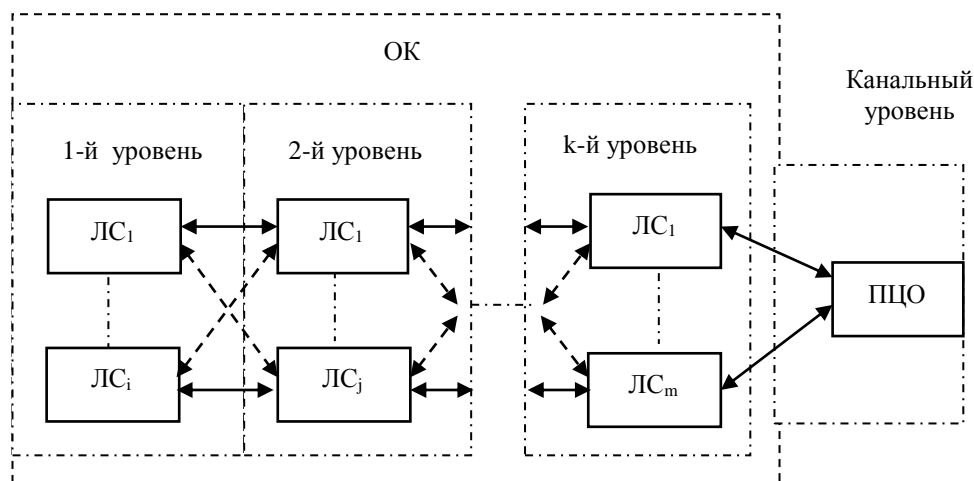 ОК
Канальный
уровень
1-й уровень
2-й уровень
k-й уровень
ЛС₁
ЛС₁
ЛС₁
ПЦО
ЛСᵢ
ЛСⱼ
ЛСₘ